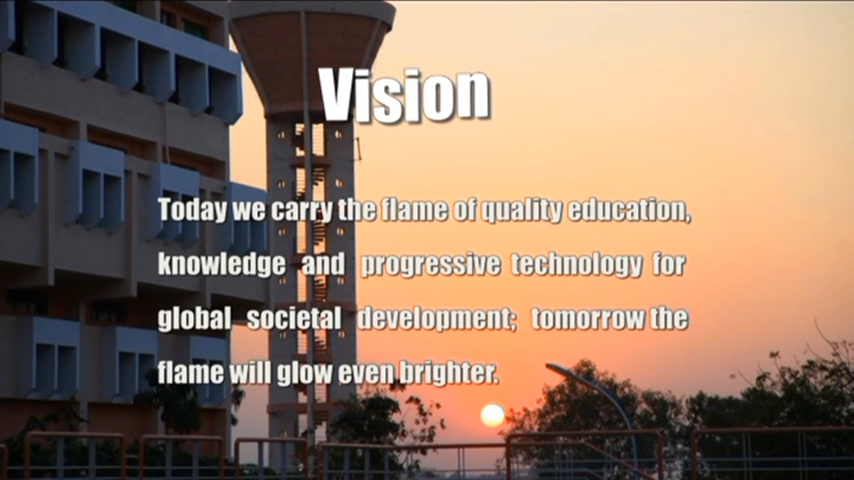 Vision
Today we carry the flame of quality education,
knowledge and progressive technology for
global societal development; tomorrow the
flame will glow even brighter.